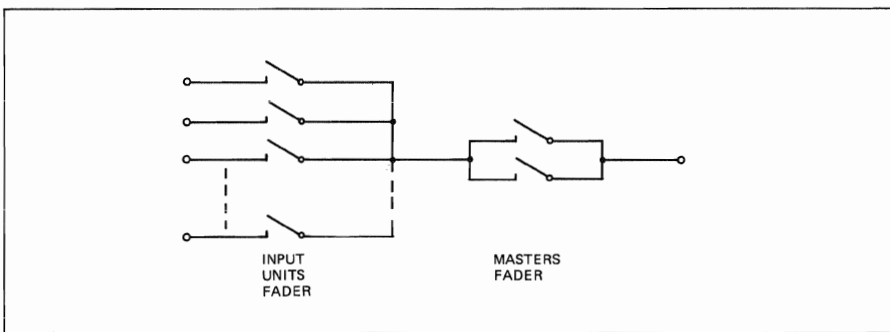 INPUT
UNITS
FADER
MASTERS
FADER